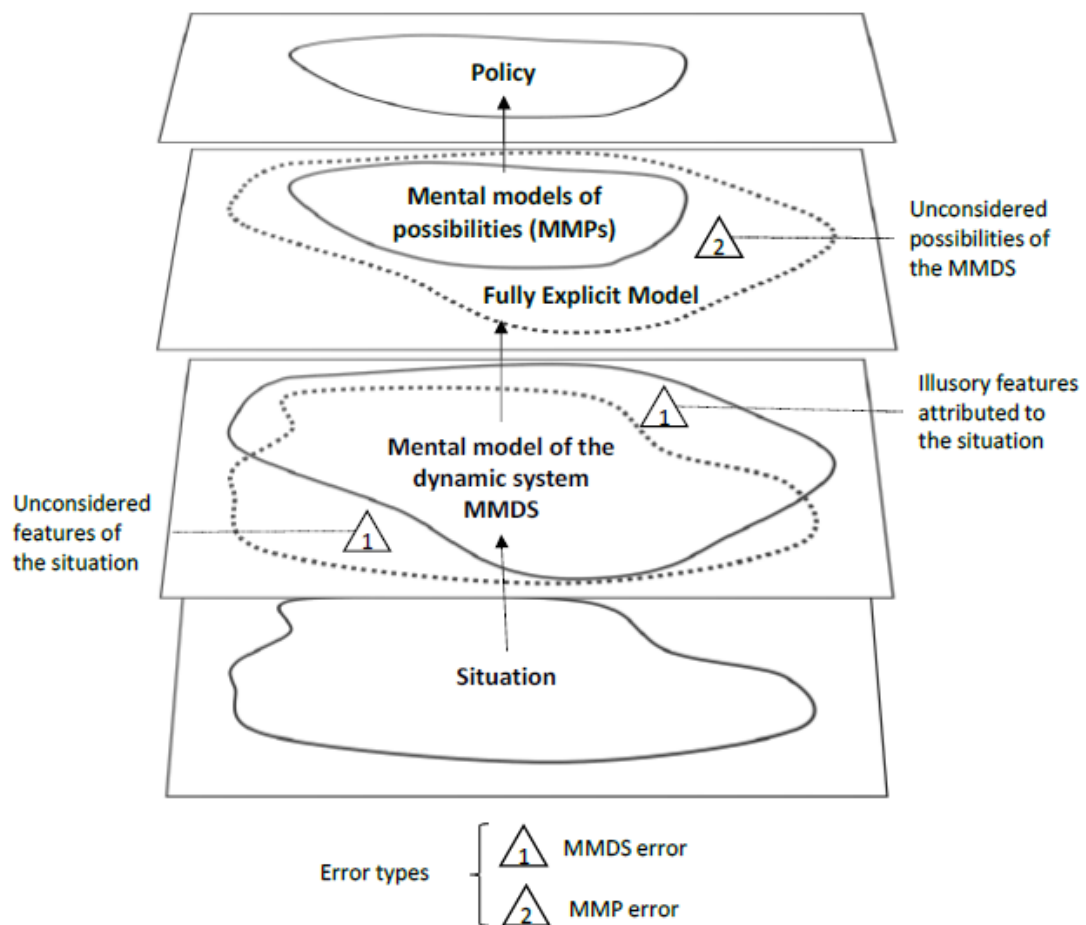 Policy
Mental models of
possibilities (MMPs)
2
Unconsidered
possibilities of
the MMDS
Fully Explicit Model
Illusory features
attributed to
the situation
1
Mental model of the
dynamic system
MMDS
Unconsidered
features of
the situation
1
Situation
Error types
1 MMDS error
2 MMP error